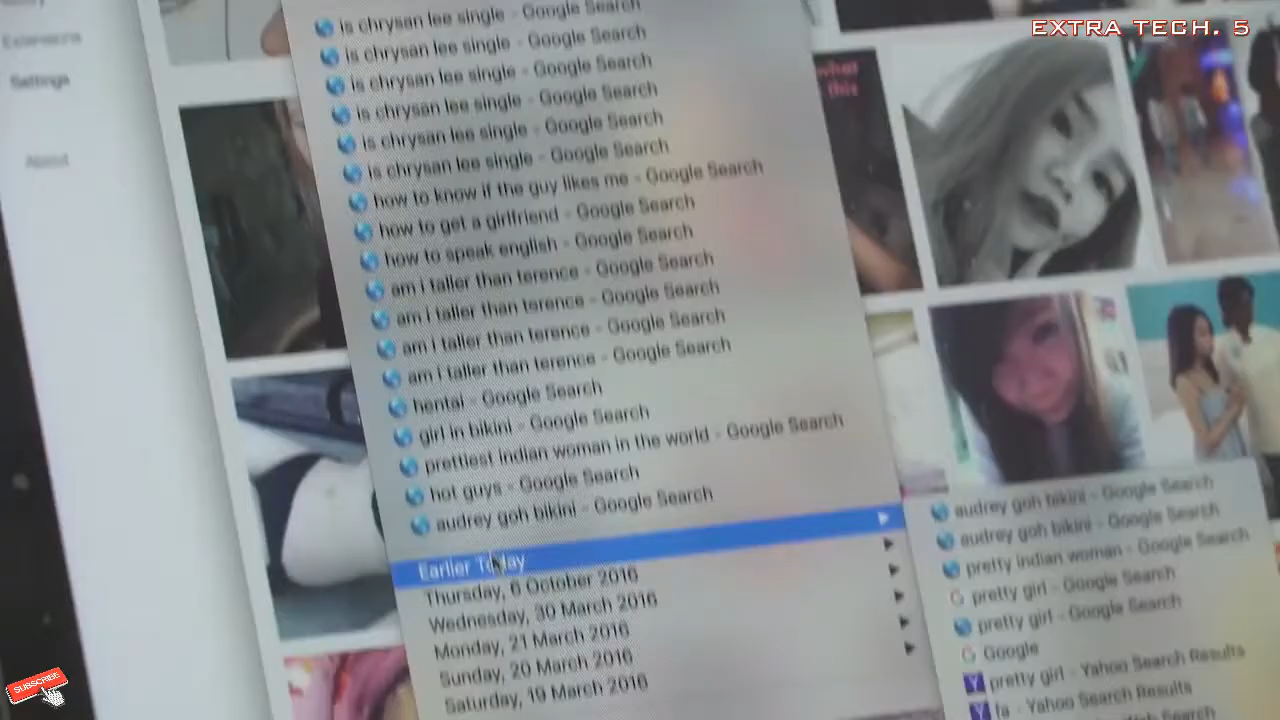 EXTRA TECH. 5
Extensions
Settings
About
what
this
is chrysan lee single - Google Search
is chrysan lee single - Google Search
is chrysan lee single - Google Search
is chrysan lee single - Google Search
is chrysan lee single - Google Search
is chrysan lee single - Google Search
how to know if the guy likes me - Google Search
how to get a girlfriend - Google Search
how to speak english - Google Search
am i taller than terence - Google Search
am i taller than terence - Google Search
am i taller than terence - Google Search
am i taller than terence - Google Search
hentai - Google Search
girl in bikini - Google Search
prettiest indian woman in the world - Google Search
hot guys - Google Search
audrey goh bikini - Google Search
Earlier Today
Thursday, 6 October 2016
Wednesday, 30 March 2016
Monday, 21 March 2016
Sunday, 20 March 2016
Saturday, 19 March 2016
audrey goh bikini - Google Search
audrey goh bikini - Google Search
pretty indian woman - Google Search
pretty girl - Google Search
pretty girl - Google Search
Google
pretty girl - Yahoo Search Results
fa - Yahoo Search Results
Search
SUBSCRIBE